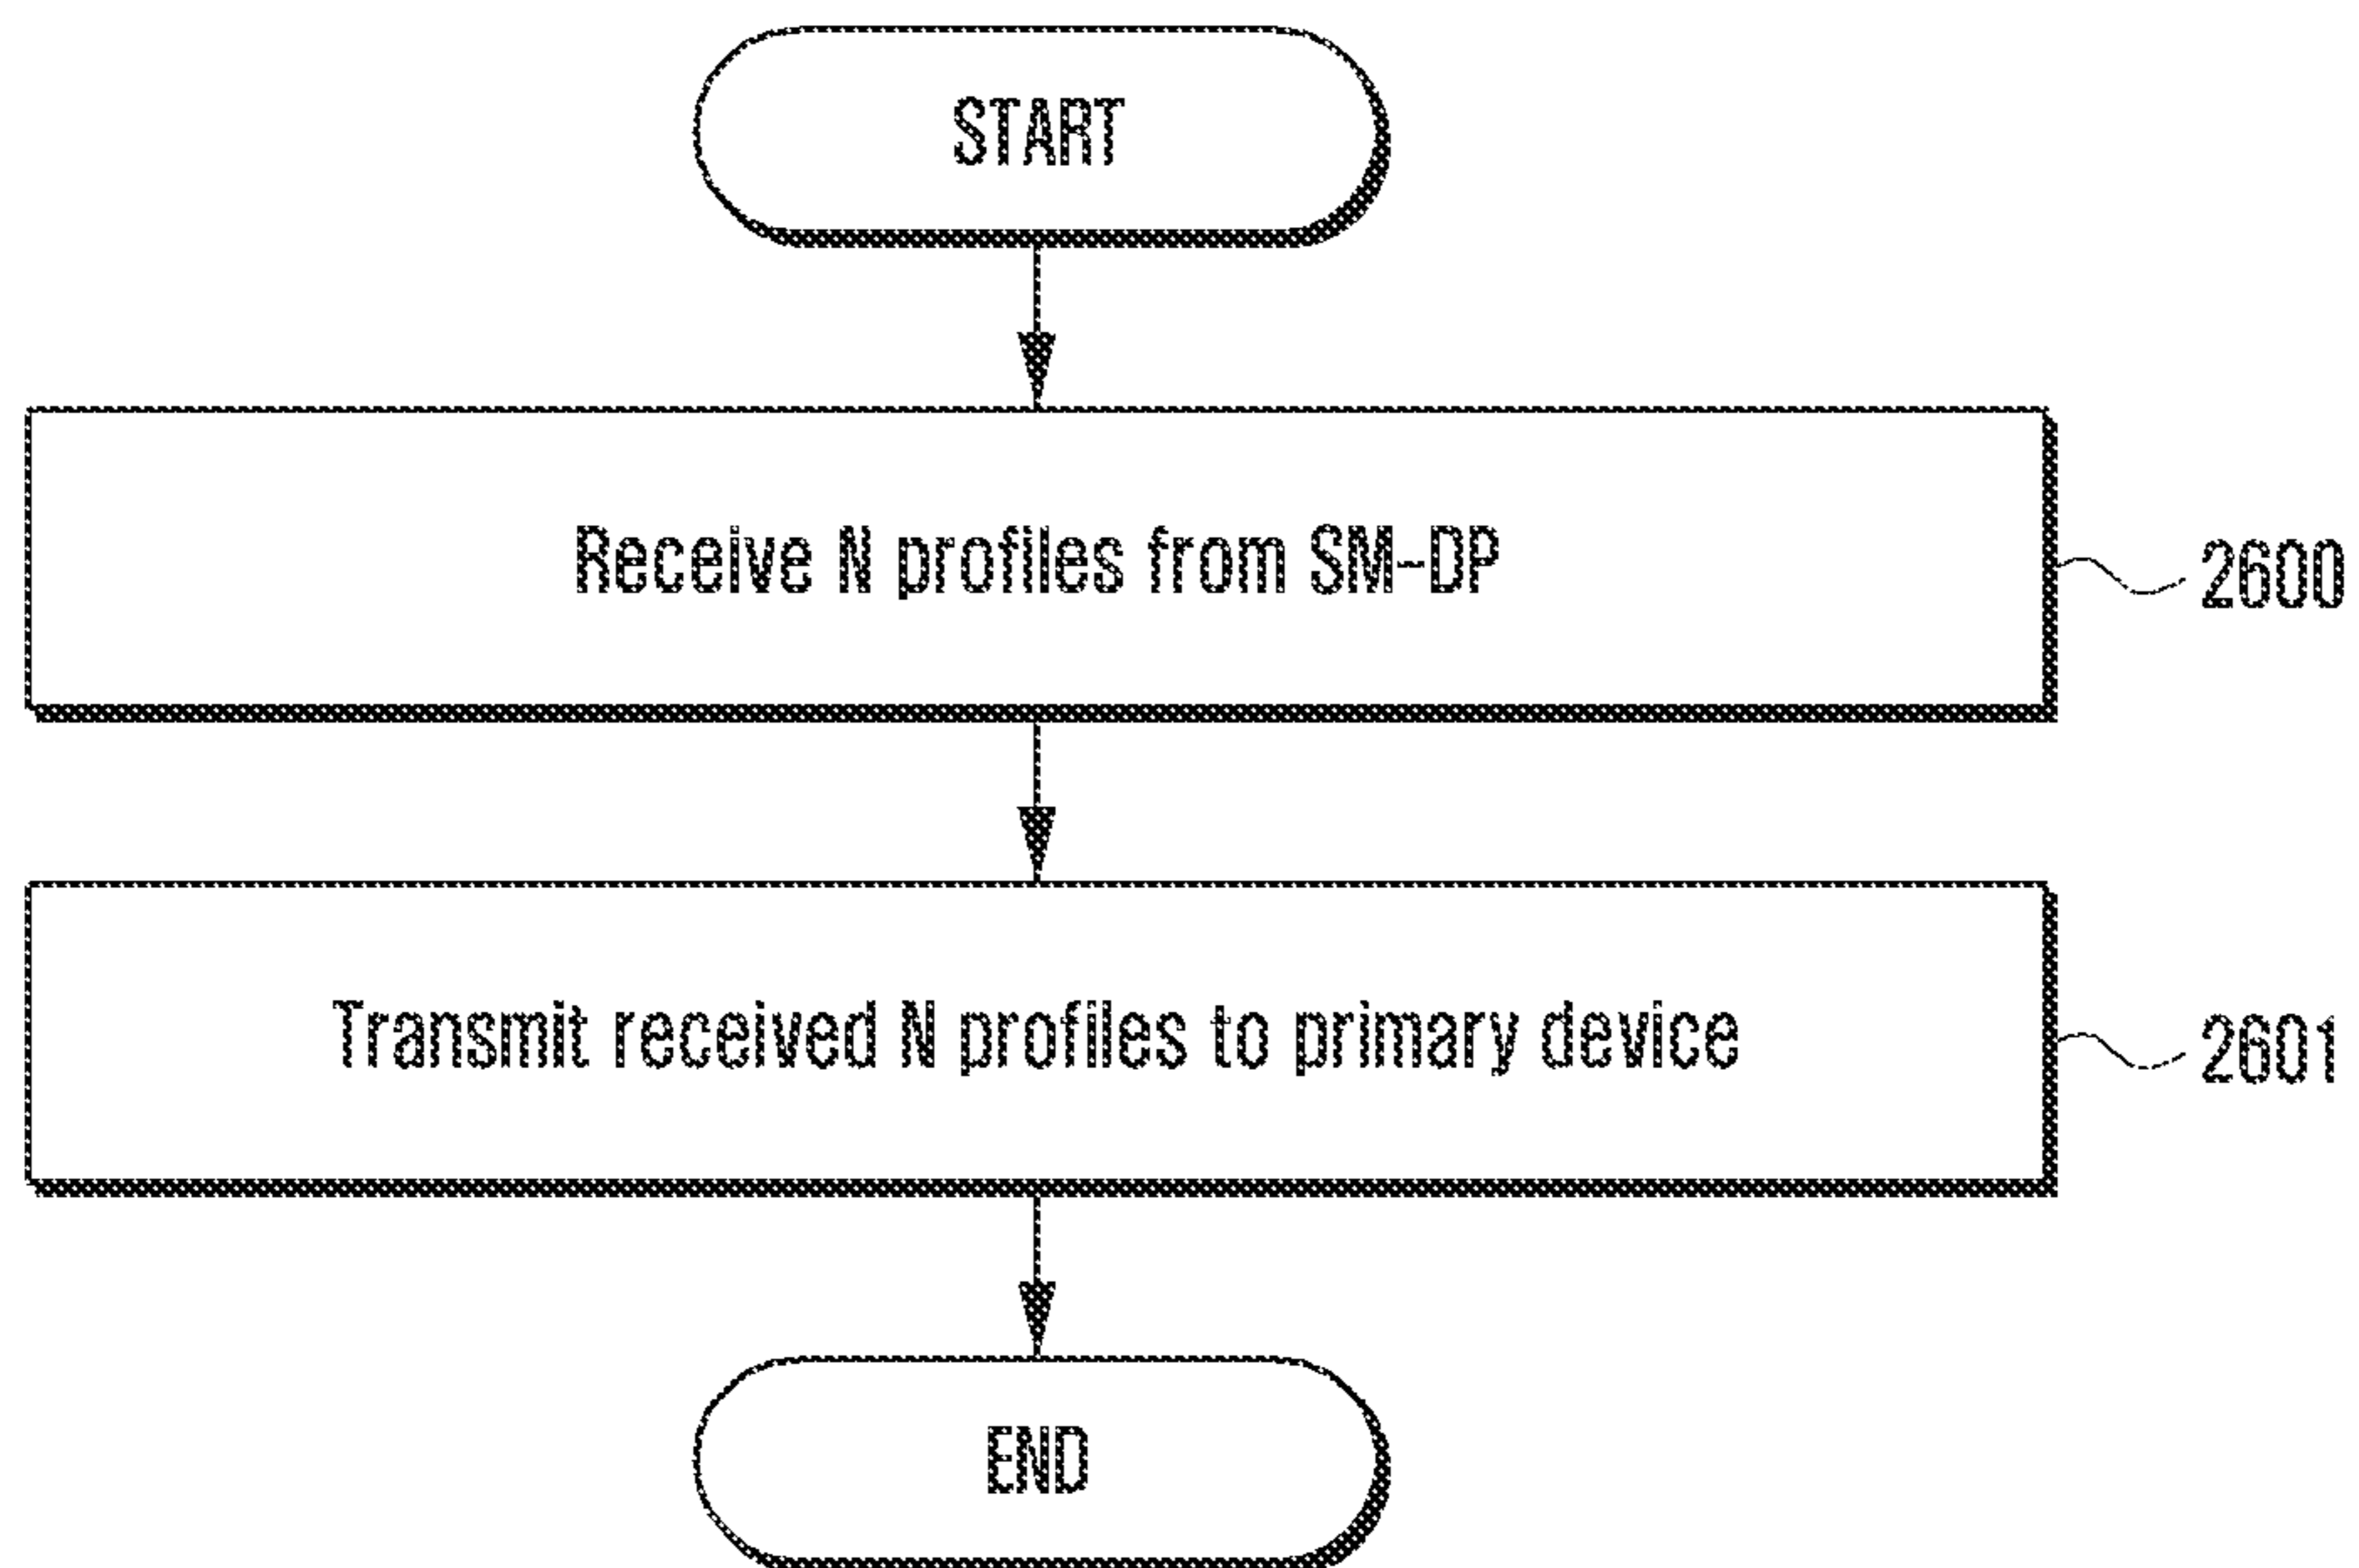 START
Receive N profiles from SM-DP
2600
Transmit received N profiles to primary device
2601
END